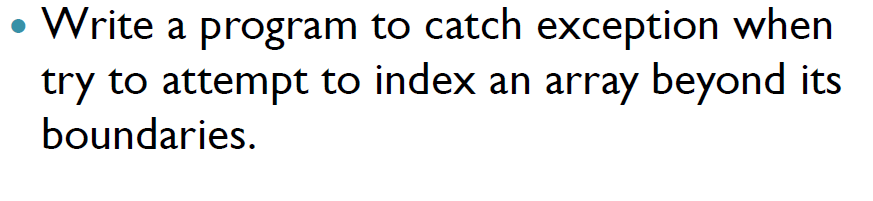 • Write a program to catch exception when
try to attempt to index an array beyond its
boundaries.